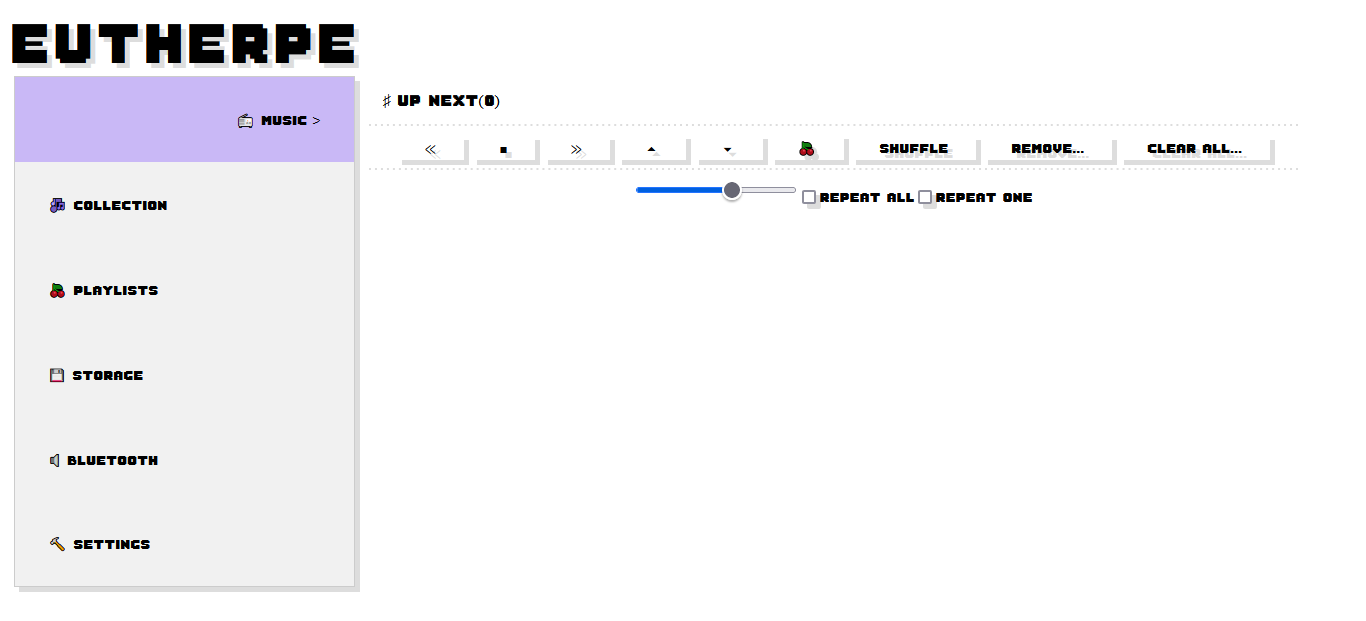 EUTHERPE
📻 MUSIC >
COLLECTION
PLAYLISTS
STORAGE
BLUETOOTH
SETTINGS
♯ UP NEXT(0)
SHUFFLE REMOVE... CLEAR ALL...
REPEAT ALL REPEAT ONE